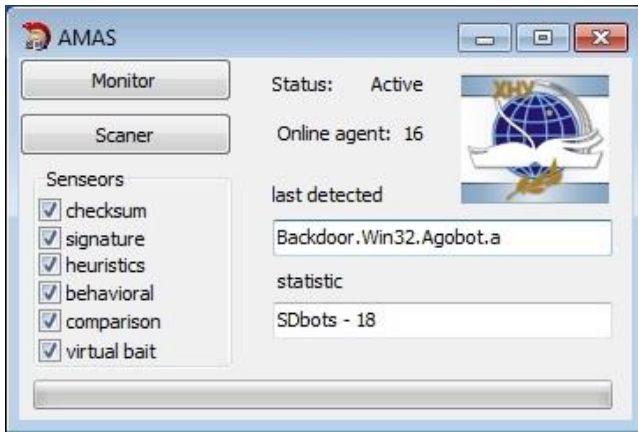 AMAS
Monitor
Status: Active
Scaner
Online agent: 16
ХНУ
Senseors
checksum
signature
heuristics
behavioral
comparison
virtual bait
last detected
Backdoor.Win32.Agobot.a
statistic
SDbots - 18